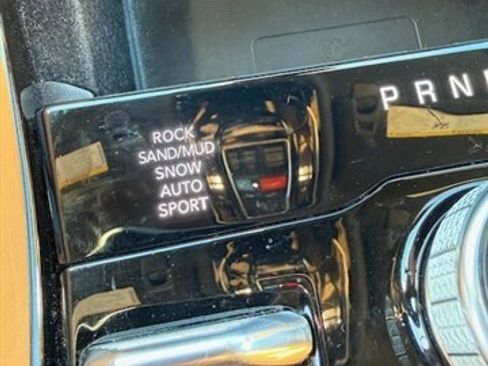 ROCK
SAND/MUD
SNOW
AUTO
SPORT
P R N